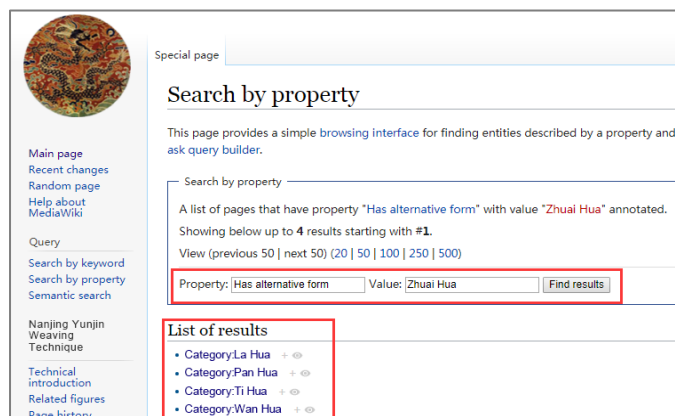 Special page
Search by property
This page provides a simple browsing interface for finding entities described by a property and
ask query builder.
Main page
Recent changes
Random page
Help about
MediaWiki
Query
Search by keyword
Search by property
Semantic search
Nanjing Yunjin
Weaving
Technique
Technical
introduction
Related figures
Page history
Search by property
A list of pages that have property "Has alternative form" with value "Zhuai Hua" annotated.
Showing below up to 4 results starting with #1.
View (previous 50 | next 50) (20 | 50 | 100 | 250 | 500)
Property: Has alternative form Value: Zhuai Hua Find results
List of results
• Category:La Hua +
• Category:Pan Hua +
• Category:Ti Hua +
• Category:Wan Hua +